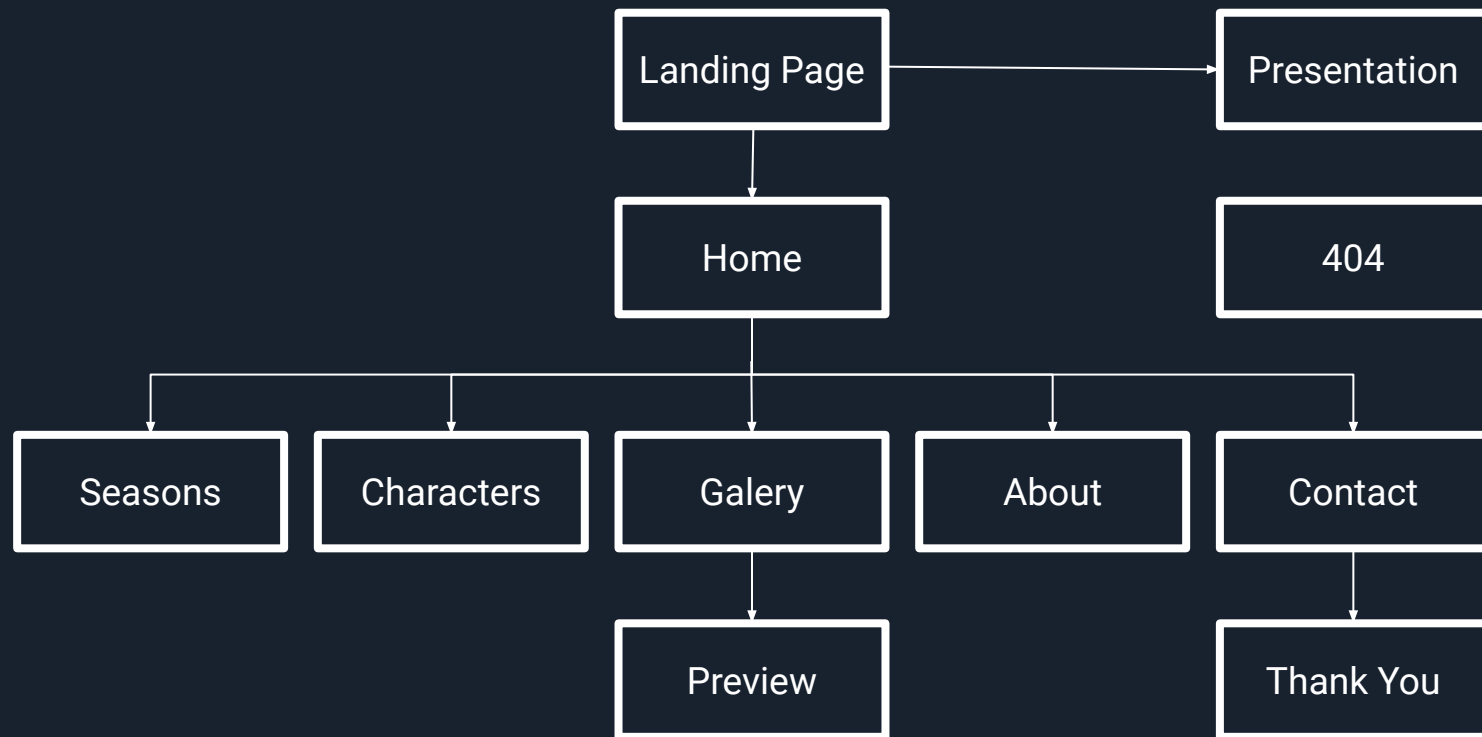 Landing Page
Presentation
Home
404
Seasons
Characters
Galery
About
Contact
Preview
Thank You